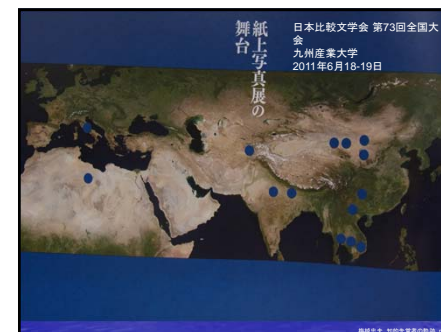 紙上写真展の
舞台
日本比較文学会 第73回全国大
会
九州産業大学
2011年6月18-19日